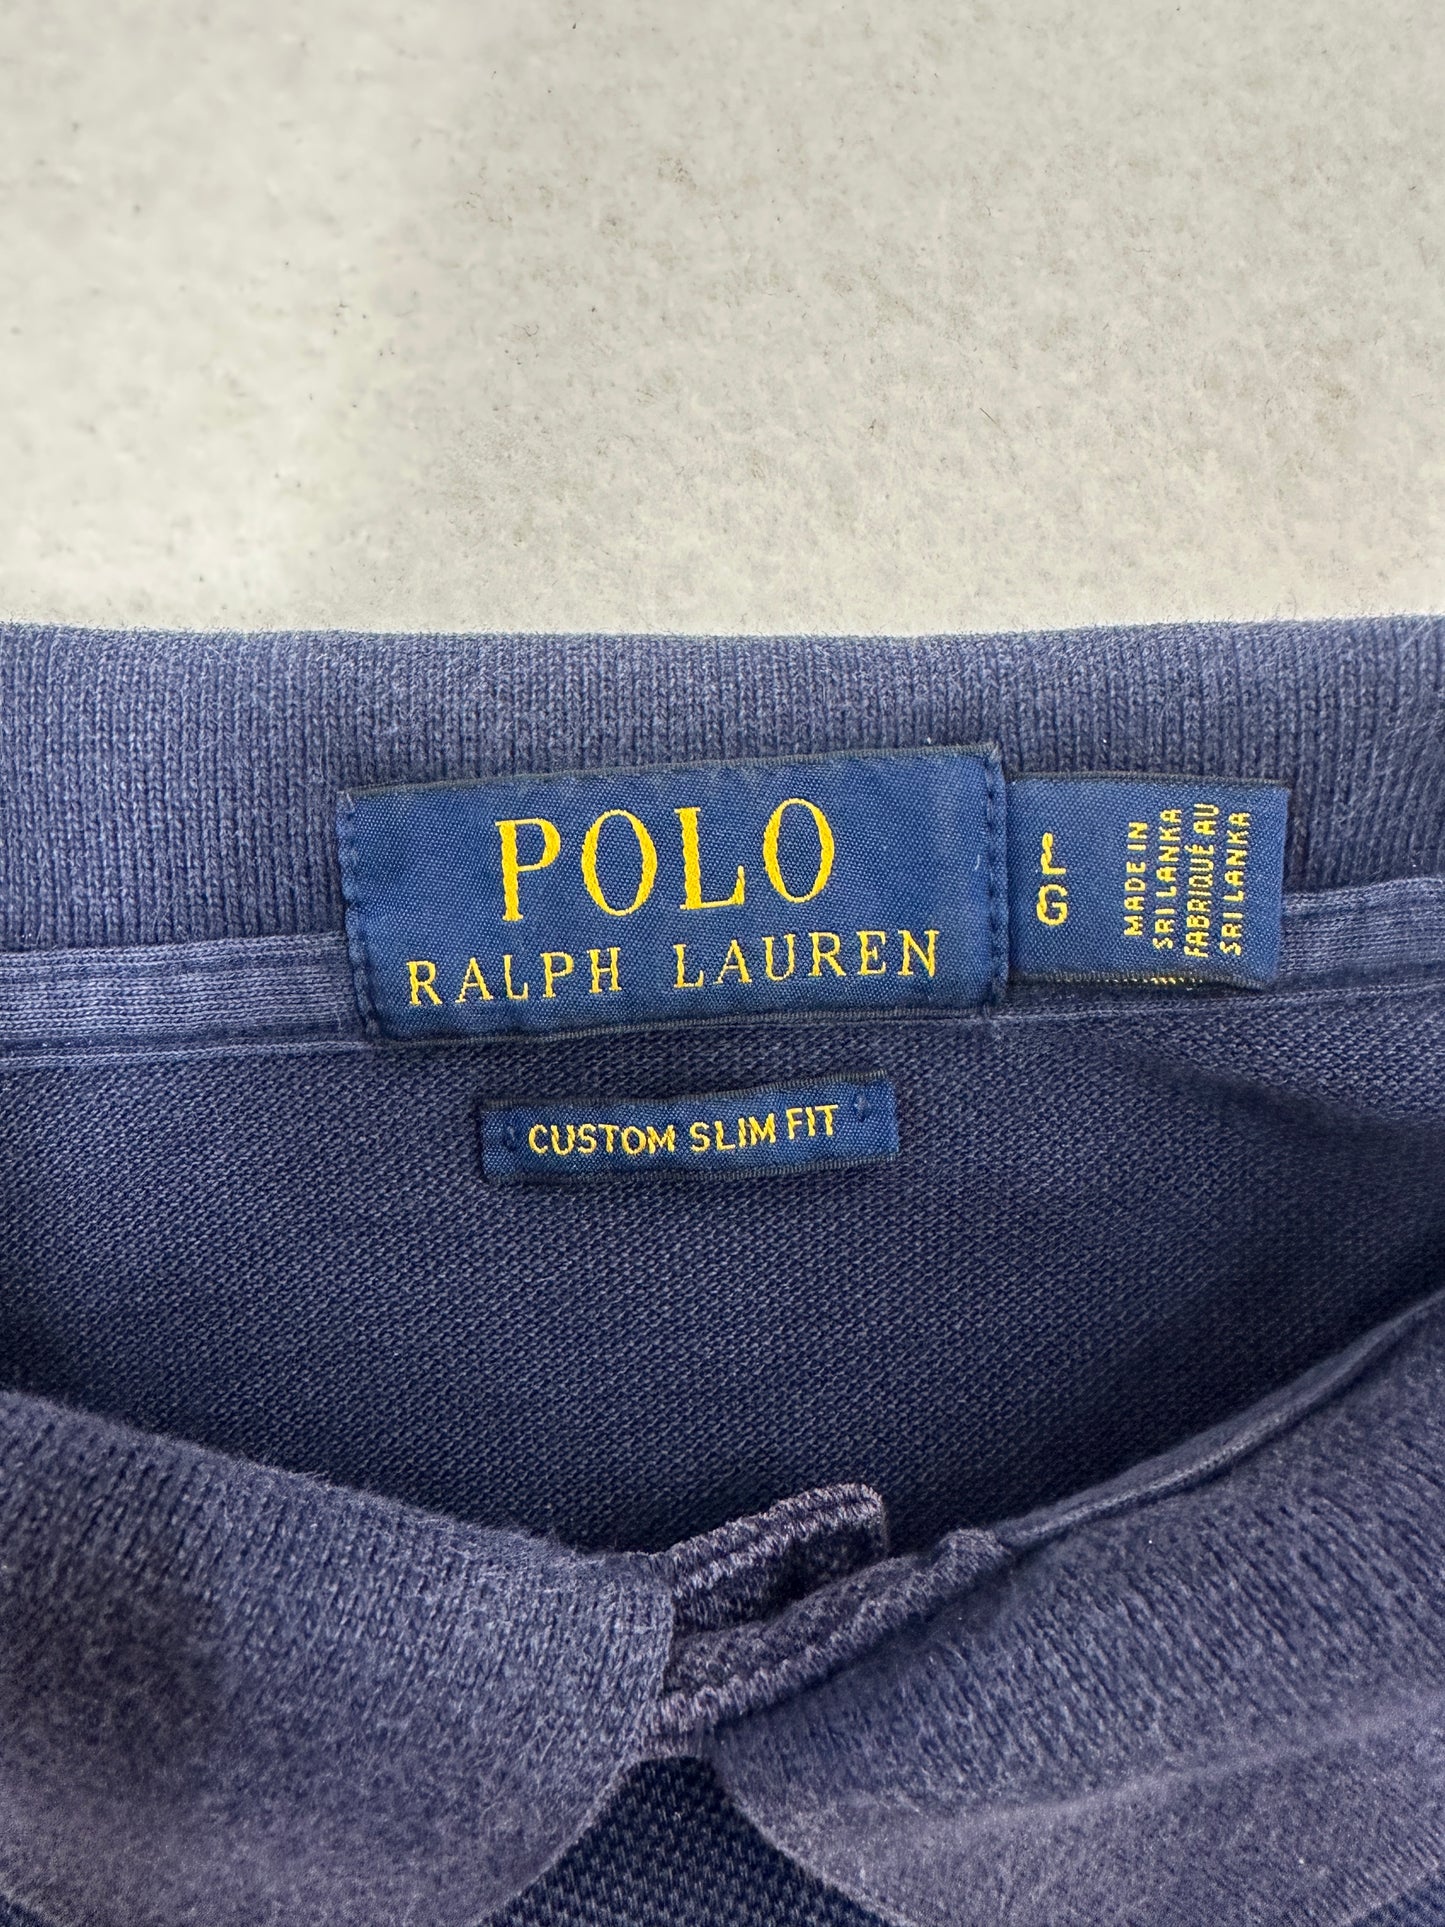 POLO
RALPH LAUREN
L
G
MADE IN
SRI LANKA
FABRIQUÉ AU
SRI LANKA
CUSTOM SLIM FIT